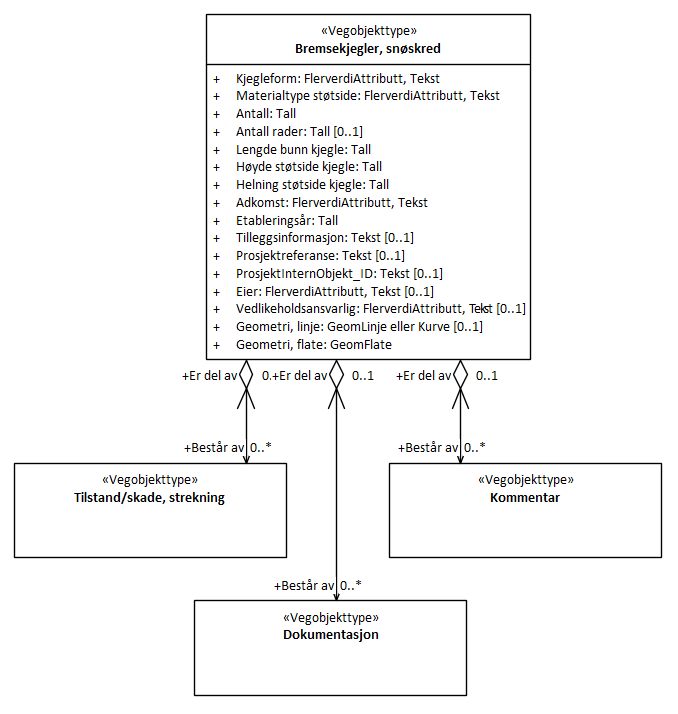 «Vegobjekttype»
Bremsekjegler, snøskred
+ Kjegleform: FlerverdiAttributt, Tekst
+ Materialtype støtside: FlerverdiAttributt, Tekst
+ Antall: Tall
+ Antall rader: Tall [0..1]
+ Lengde bunn kjegle: Tall
+ Høyde støtside kjegle: Tall
+ Helning støtside kjegle: Tall
+ Adkomst: FlerverdiAttributt, Tekst
+ Etableringsår: Tall
+ Tilleggsinformasjon: Tekst [0..1]
+ Prosjektreferanse: Tekst [0..1]
+ ProsjektInternObjekt_ID: Tekst [0..1]
+ Eier: FlerverdiAttributt, Tekst [0..1]
+ Vedlikeholdsansvarlig: FlerverdiAttributt, Tekst [0..1]
+ Geometri, linje: GeomLinje eller Kurve [0..1]
+ Geometri, flate: GeomFlate
+Er del av 0.+Er del av 0..1 +Er del av 0..1
+Består av 0..* +Består av 0..*
«Vegobjekttype»
Tilstand/skade, strekning
«Vegobjekttype»
Kommentar
+Består av 0..*
«Vegobjekttype»
Dokumentasjon